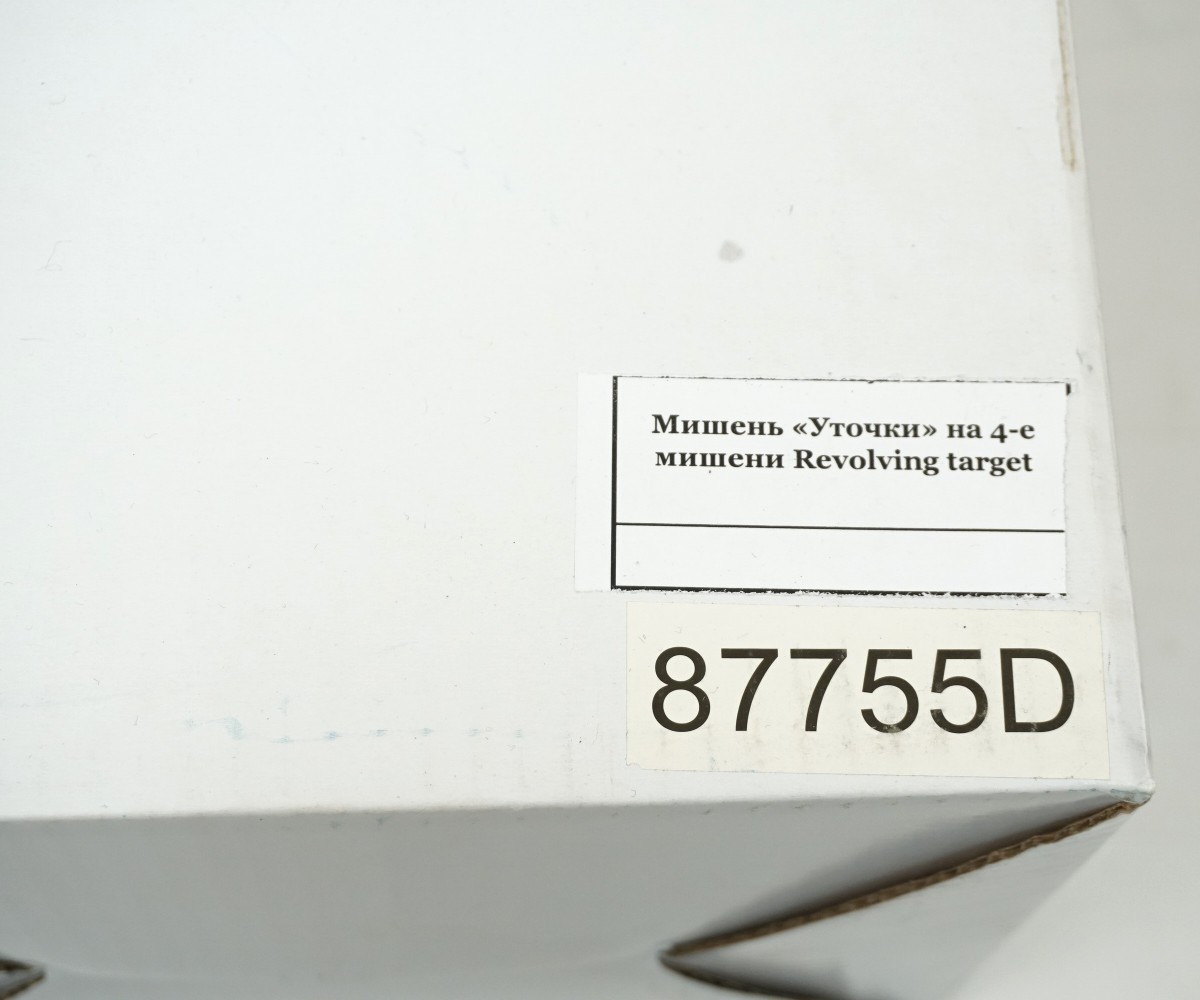 Мишень «Уточки» на 4-е
мишени Revolving target
87755D